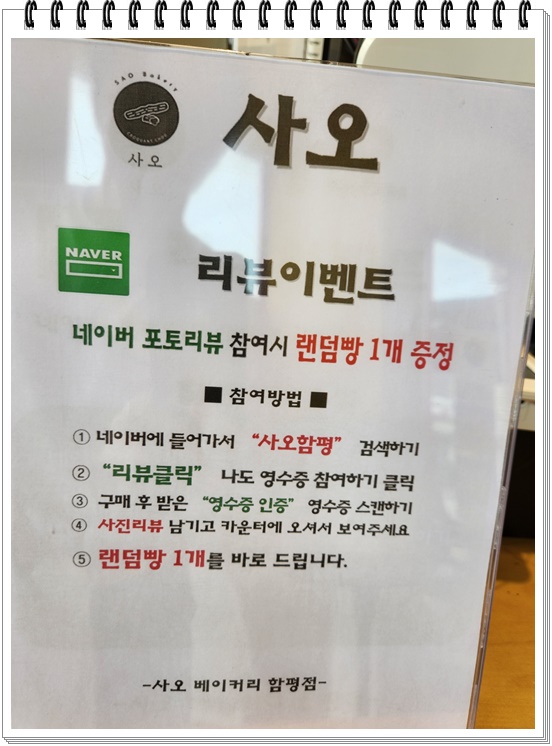 SAO Bakery
사오
사오
NAVER
리뷰이벤트
네이버 포토리뷰 참여시 랜덤빵 1개 증정
■ 참여방법 ■
① 네이버에 들어가서 “사오함평” 검색하기
② “리뷰클릭” 나도 영수증 참여하기 클릭
③ 구매 후 받은 “영수증 인증” 영수증 스캔하기
④ 사진리뷰 남기고 카운터에 오셔서 보여주세요
⑤ 랜덤빵 1개를 바로 드립니다.
-사오 베이커리 함평점-